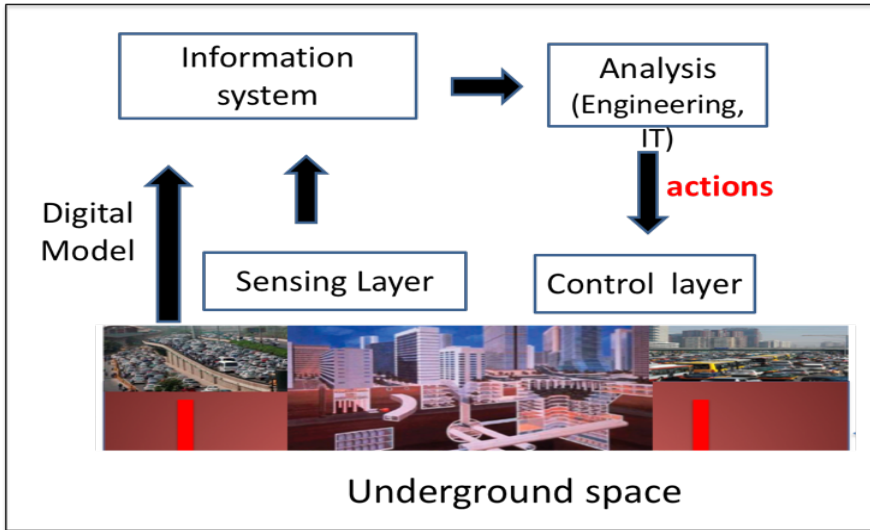 Information
system
Analysis
(Engineering,
IT)
actions
Digital
Model
Sensing Layer
Control layer
Underground space